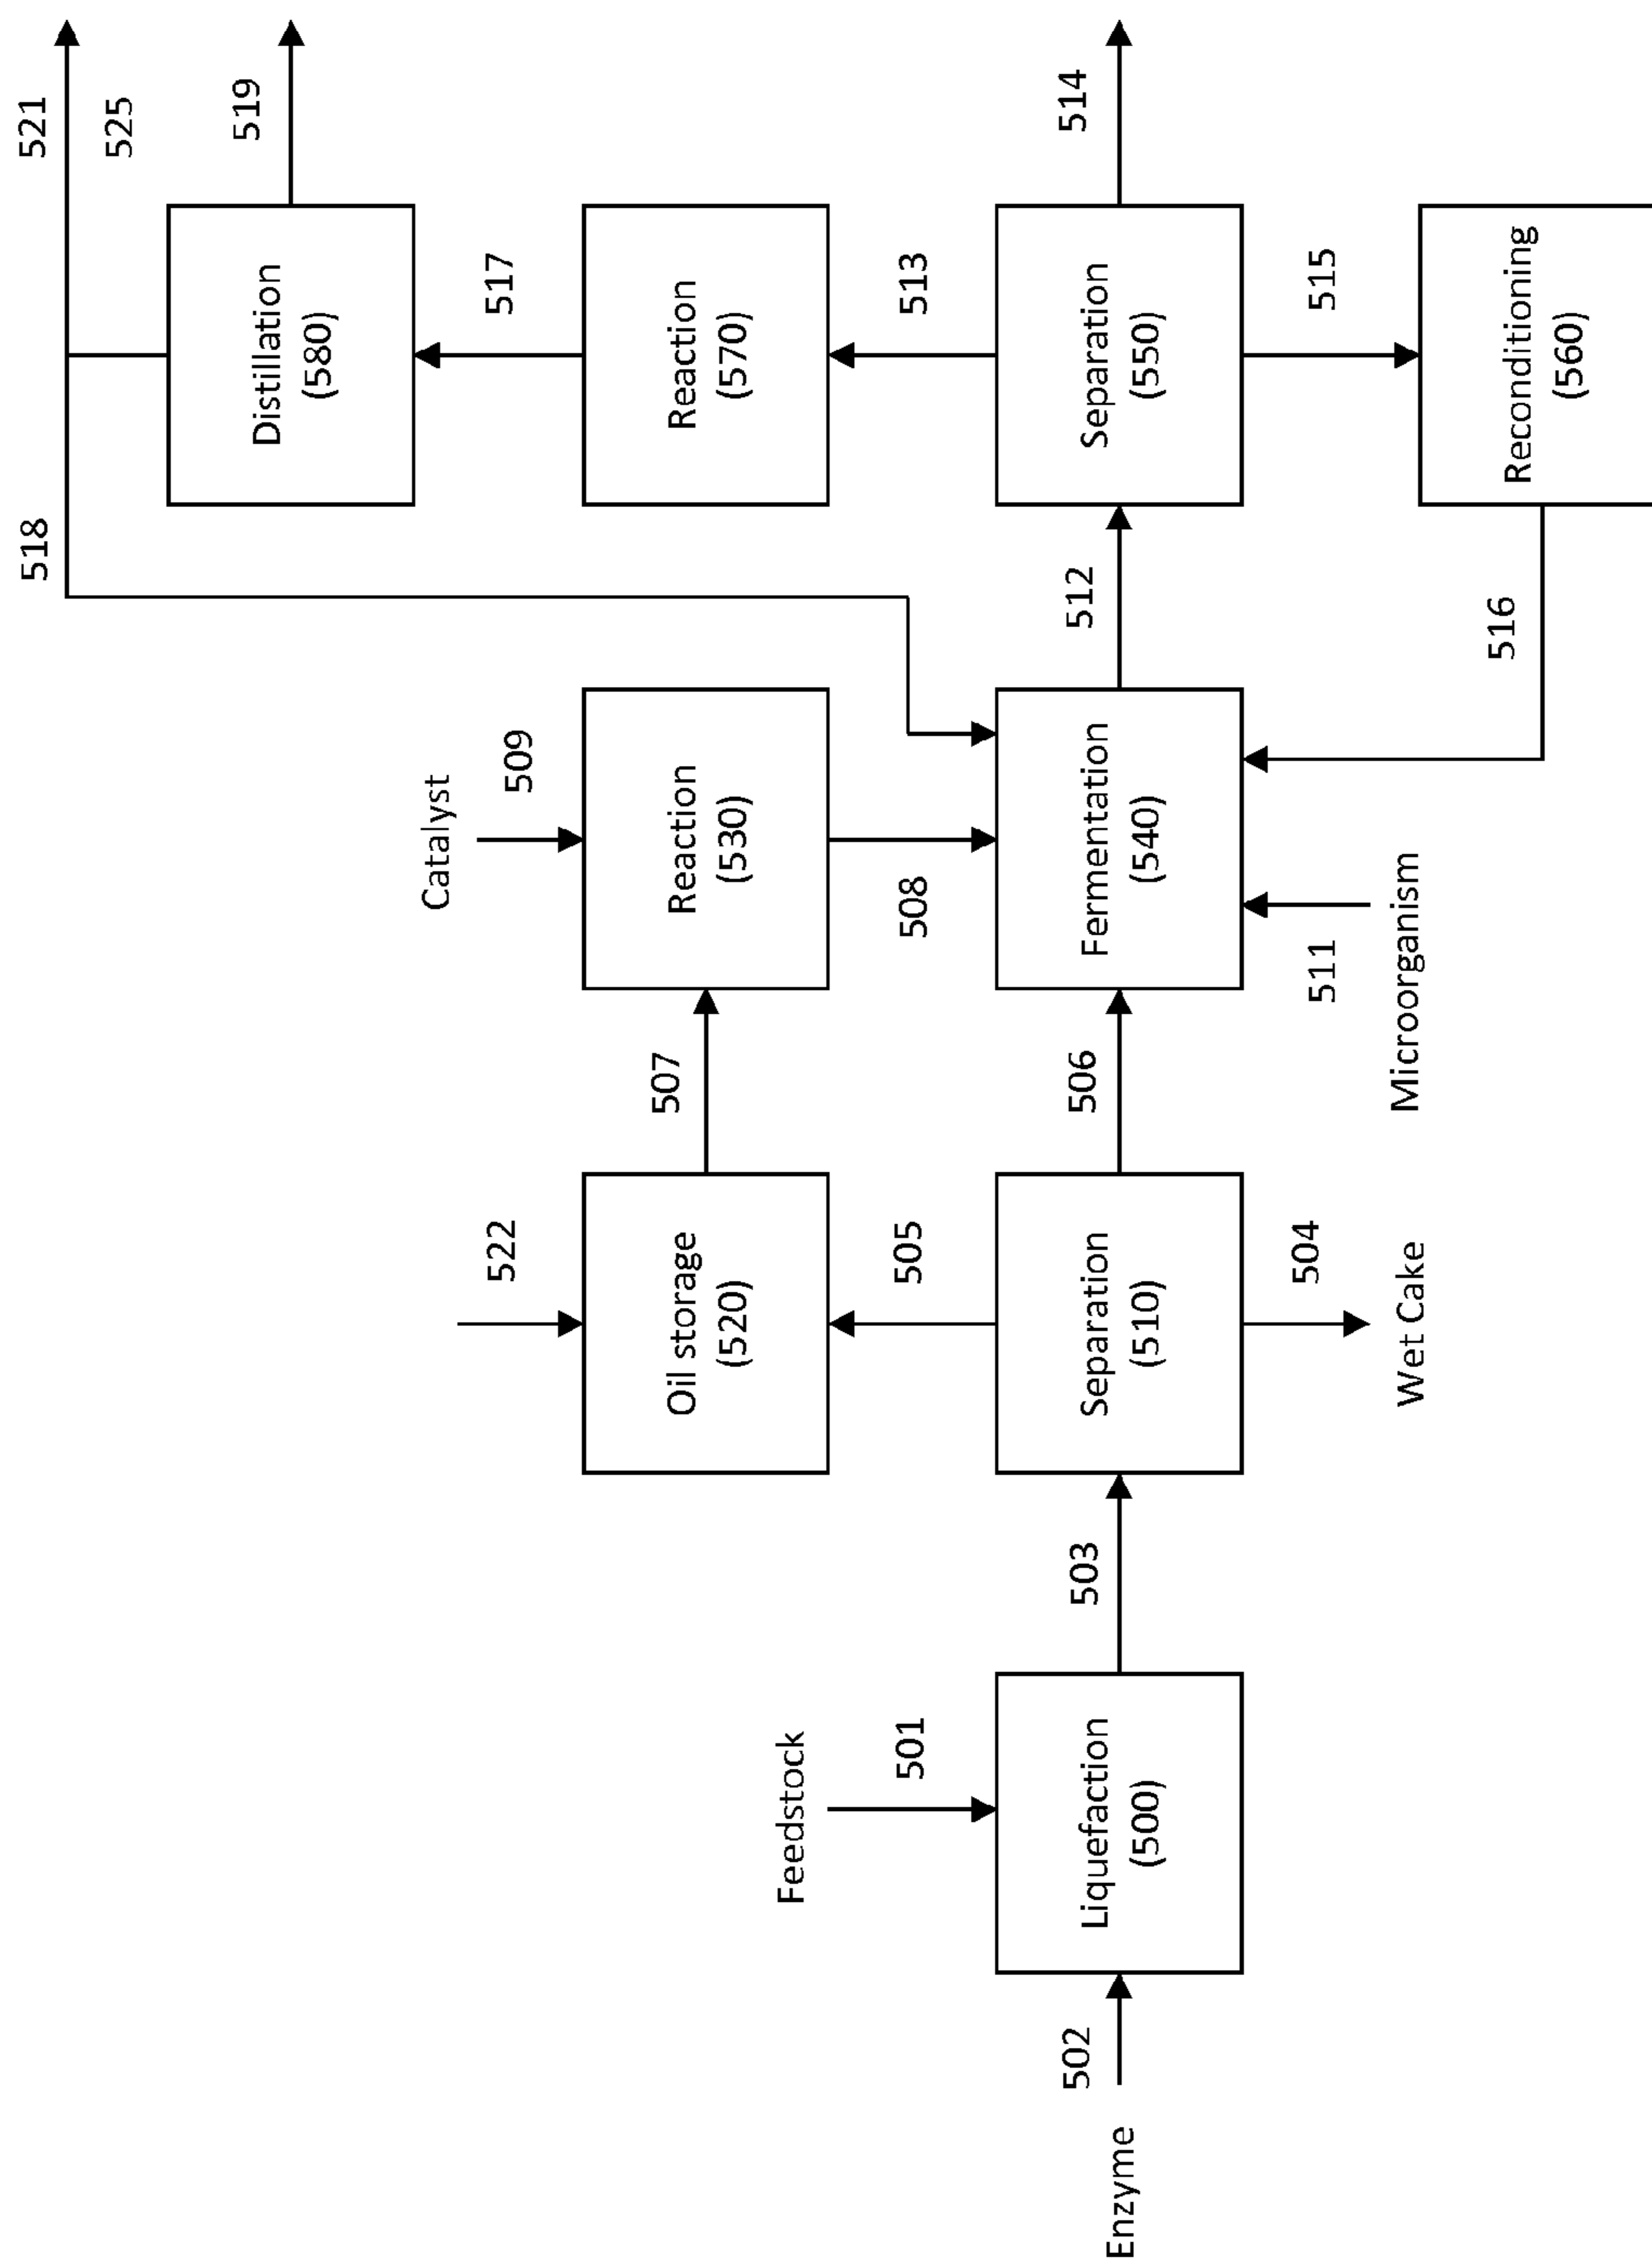 Enzyme
502
Feedstock
501
Liquefaction
(500)
503
522
Oil storage
(520)
505
Separation
(510)
504
Wet Cake
507
506
Catalyst
509
Reaction
(530)
508
Fermentation
(540)
511
Microorganism
518
512
516
521
525
Distillation
(580)
519
517
Reaction
(570)
513
Separation
(550)
514
515
Reconditioning
(560)